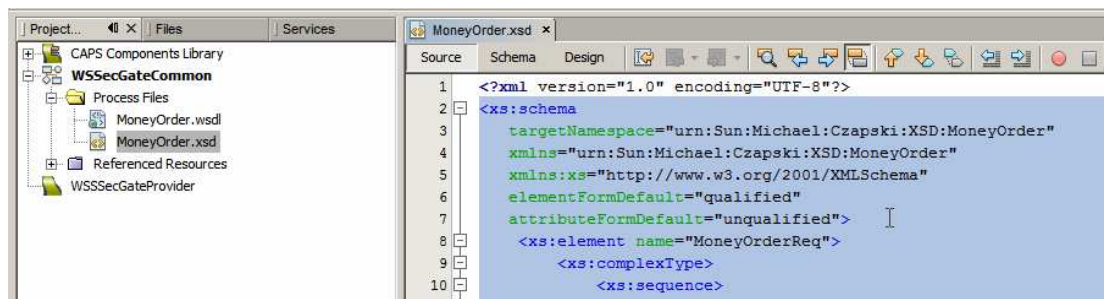 Project...
Files
Services
CAPS Components Library
WSSecGateCommon
Process Files
MoneyOrder.wsdl
MoneyOrder.xsd
Referenced Resources
WSSSecGateProvider
MoneyOrder.xsd
Source Schema Design
1 <?xml version="1.0" encoding="UTF-8"?>
2 <xs:schema
3 targetNamespace="urn:Sun:Michael:Czapski:XSD:MoneyOrder"
4 xmlns="urn:Sun:Michael:Czapski:XSD:MoneyOrder"
5 xmlns:xs="http://www.w3.org/2001/XMLSchema"
6 elementFormDefault="qualified"
7 attributeFormDefault="unqualified">
8 <xs:element name="MoneyOrderReq">
9 <xs:complexType>
10 <xs:sequence>